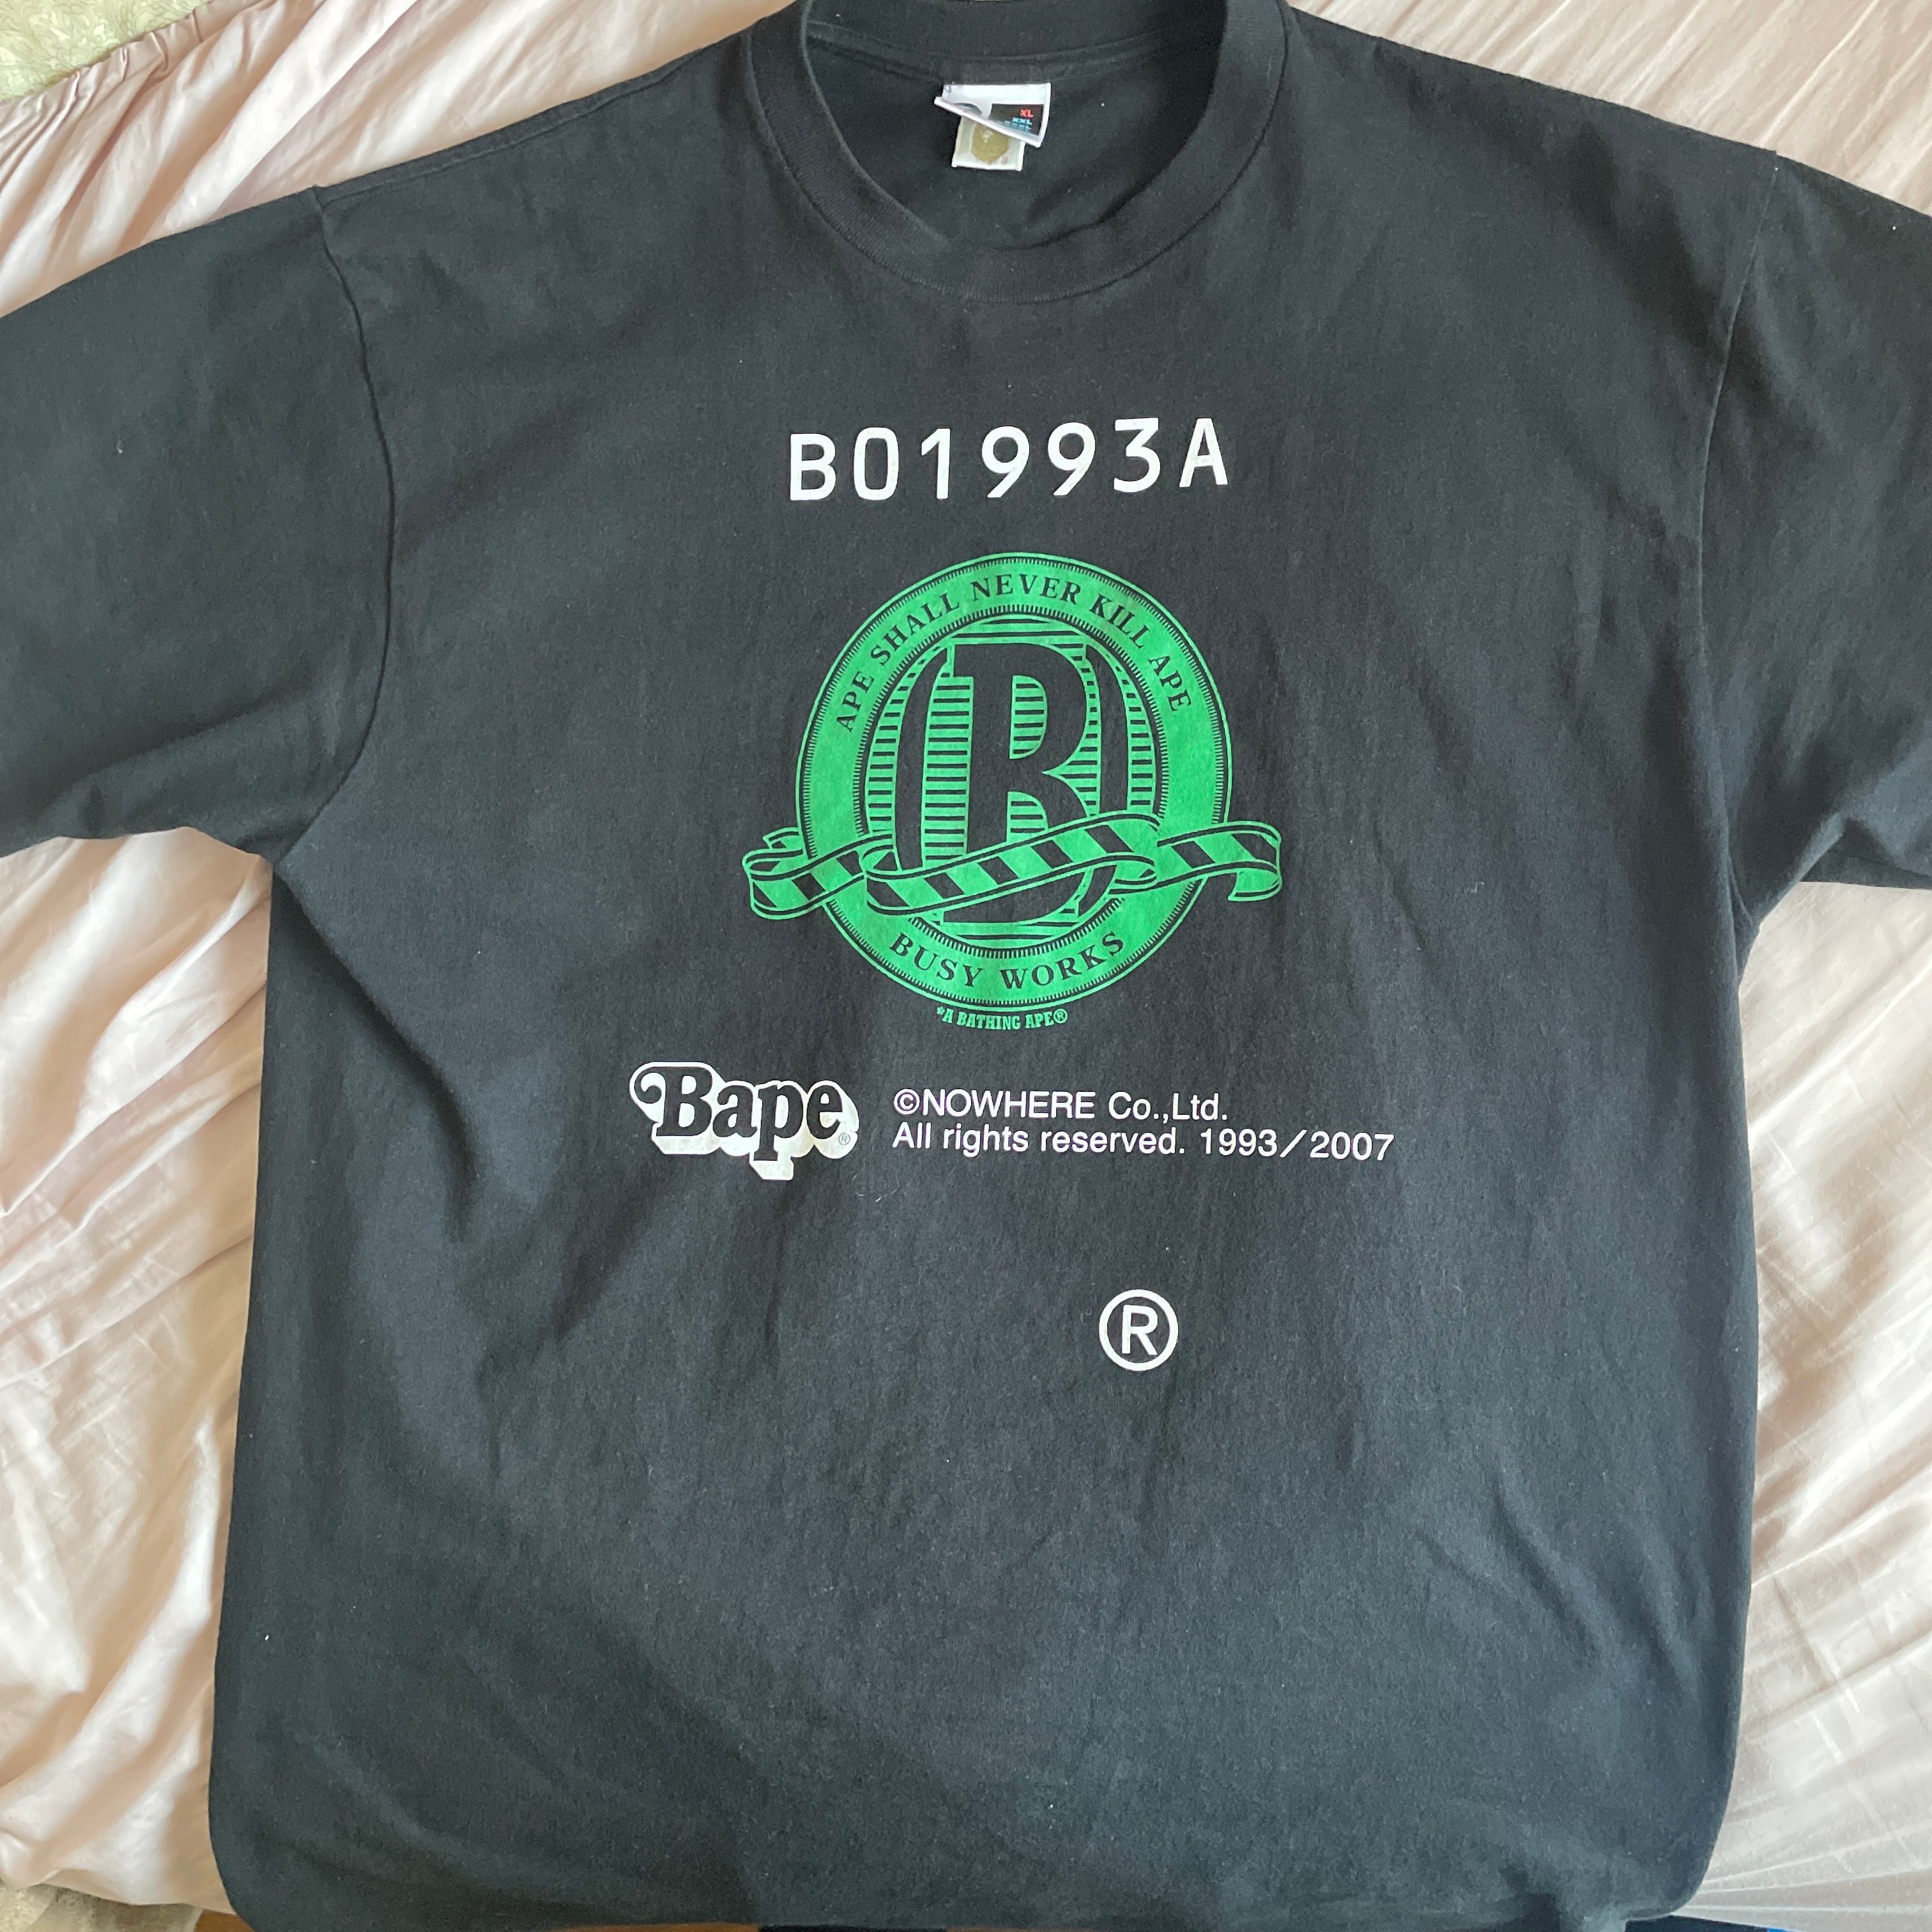 XL
XXL
B01993A
APE SHALL NEVER KILL APE
B
BUSY WORKS
*A BATHING APE®
Bape®
©NOWHERE Co.,Ltd.
All rights reserved. 1993/2007
®